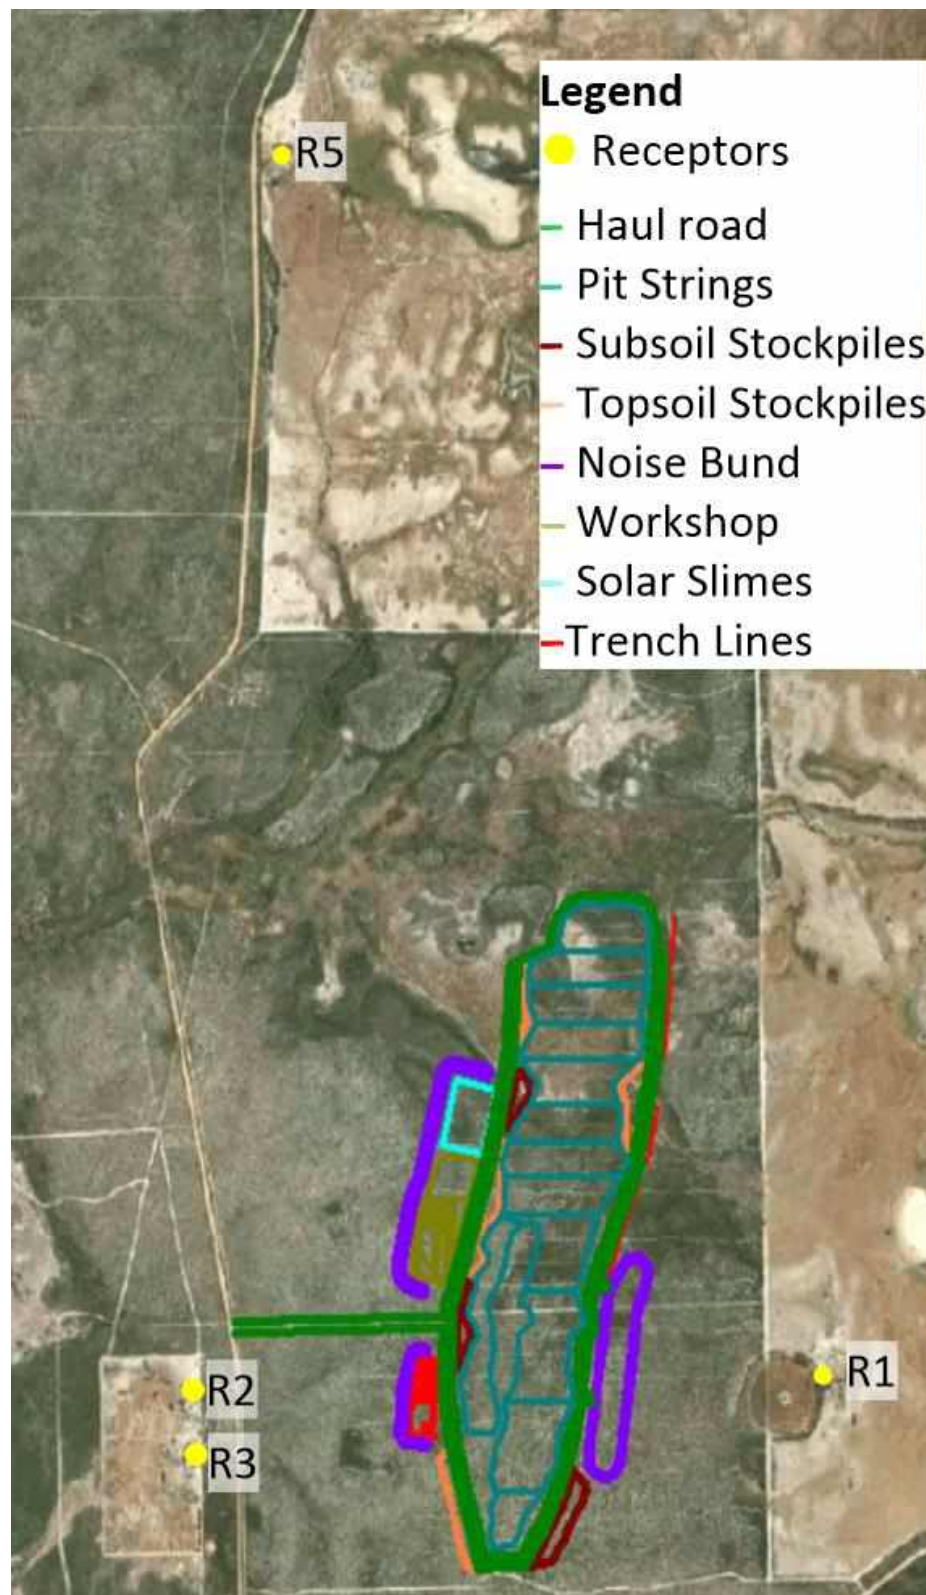 R5
Legend
Receptors
Haul road
Pit Strings
Subsoil Stockpiles
Topsoil Stockpiles
Noise Bund
Workshop
Solar Slimes
Trench Lines
R1
R2
R3